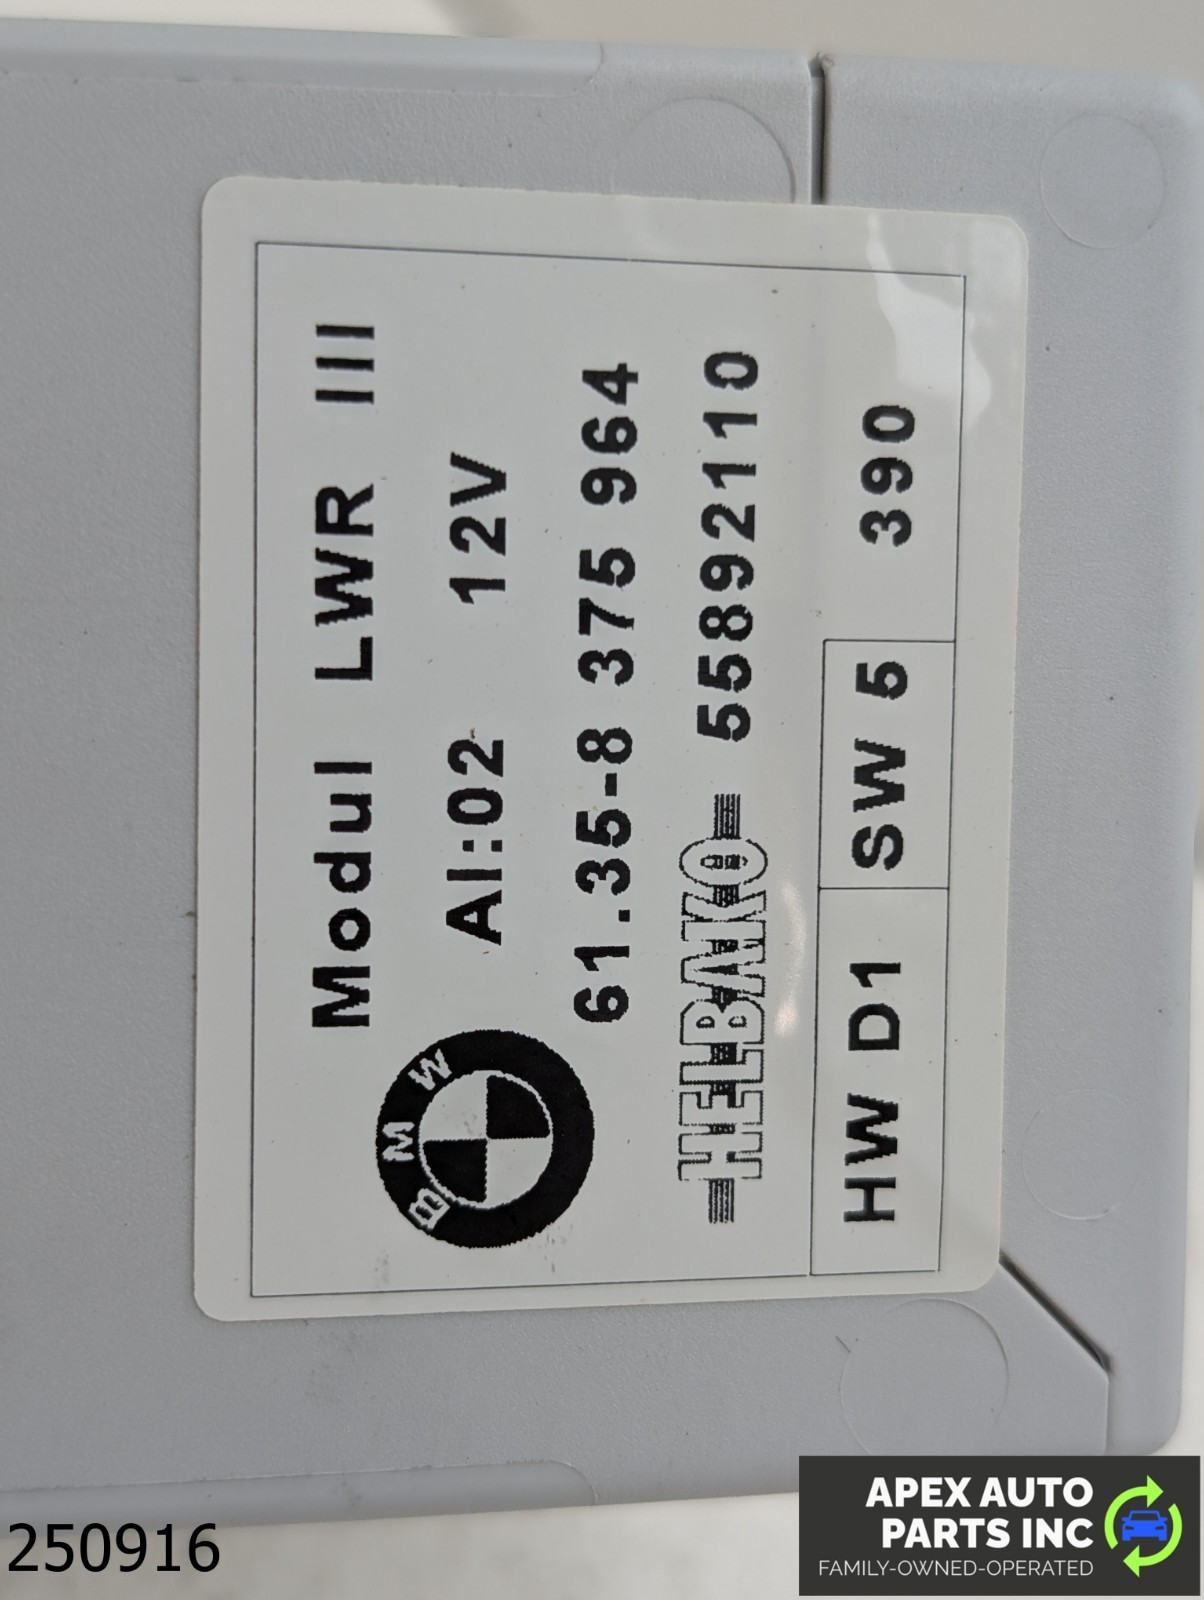 Modul LWR III
AI:02 12V
61.35-8 375 964
BMW
HELBAKO 55892110
HW D1 SW 5 390
250916
APEX AUTO
PARTS INC
FAMILY-OWNED-OPERATED